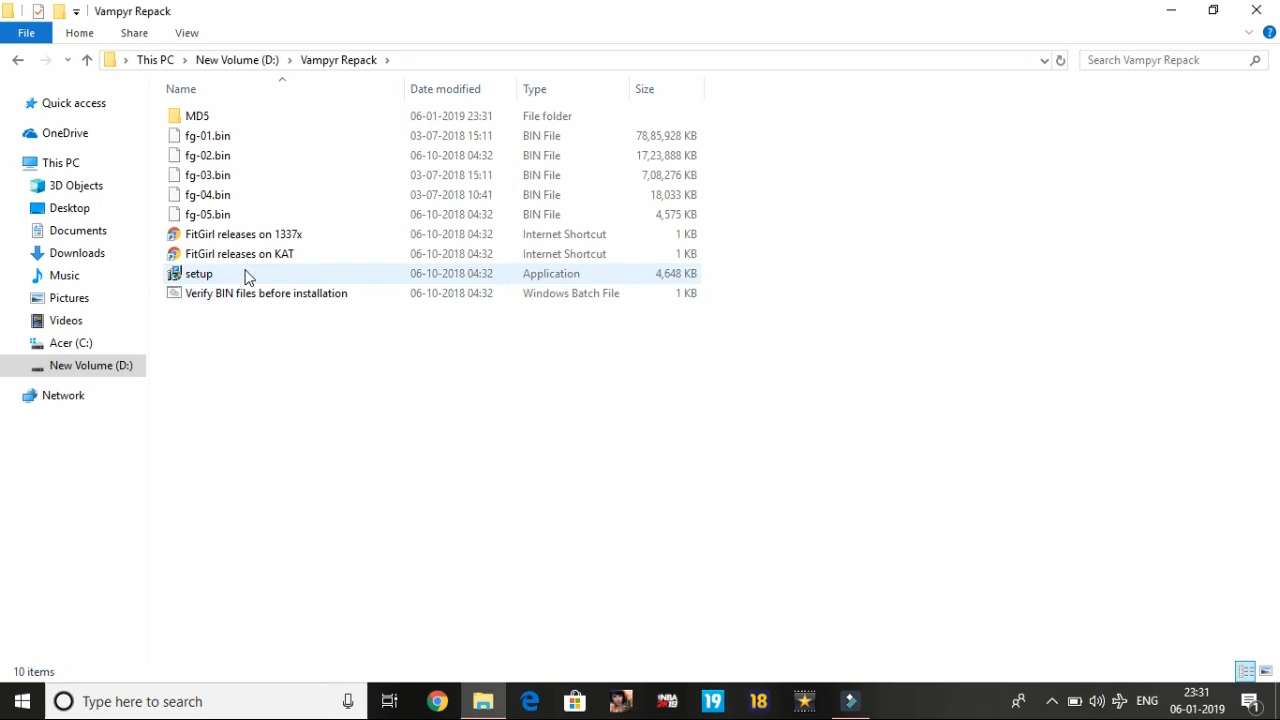 Vampyr Repack
File Home Share View
This PC New Volume (D:) Vampyr Repack Search Vampyr Repack
Name Date modified Type Size
Quick access
OneDrive
This PC
3D Objects
Desktop
Documents
Downloads
Music
Pictures
Videos
Acer (C:)
New Volume (D:)
Network
MD5 06-01-2019 23:31 File folder
fg-01.bin 03-07-2018 15:11 BIN File 78,85,928 KB
fg-02.bin 06-10-2018 04:32 BIN File 17,23,888 KB
fg-03.bin 03-07-2018 15:11 BIN File 7,08,276 KB
fg-04.bin 03-07-2018 10:41 BIN File 18,033 KB
fg-05.bin 06-10-2018 04:32 BIN File 4,575 KB
FitGirl releases on 1337x 06-10-2018 04:32 Internet Shortcut 1 KB
FitGirl releases on KAT 06-10-2018 04:32 Internet Shortcut 1 KB
setup 06-10-2018 04:32 Application 4,648 KB
Verify BIN files before installation 06-10-2018 04:32 Windows Batch File 1 KB
10 items
Type here to search NBA 19 19 18 ENG 23:31
06-01-2019 1